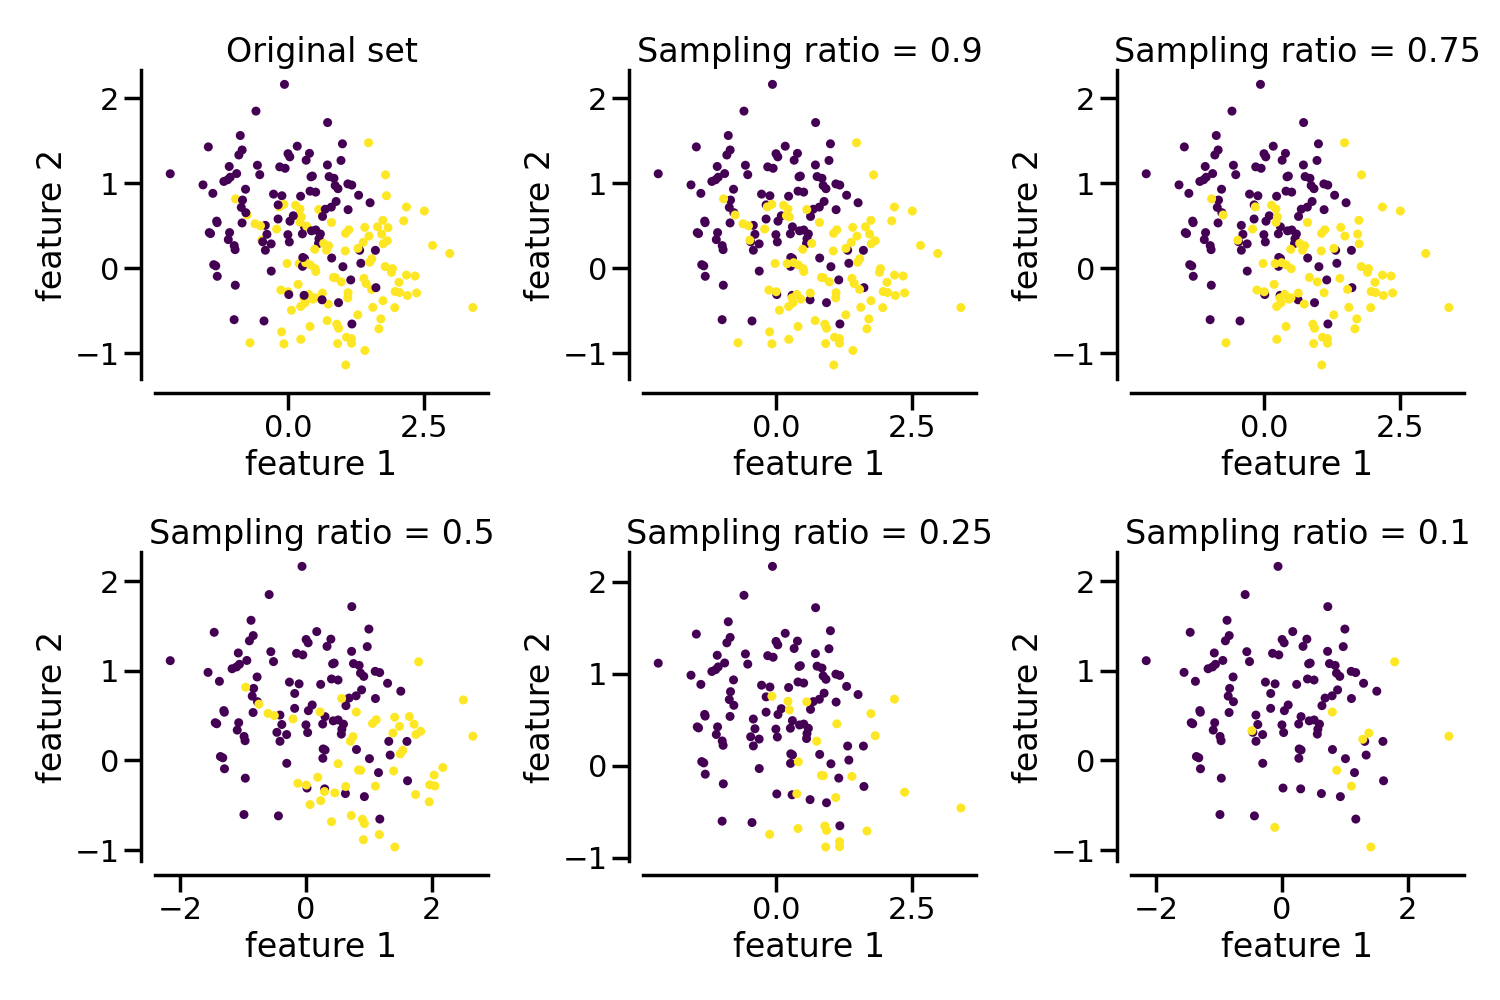 Original set
2
1
0
−1
feature 2
0.0 2.5
feature 1
Sampling ratio = 0.9
2
1
0
−1
feature 2
0.0 2.5
feature 1
Sampling ratio = 0.75
2
1
0
−1
feature 2
0.0 2.5
feature 1
Sampling ratio = 0.5
2
1
0
−1
feature 2
−2 0 2
feature 1
Sampling ratio = 0.25
2
1
0
−1
feature 2
0.0 2.5
feature 1
Sampling ratio = 0.1
2
1
0
−1
feature 2
−2 0 2
feature 1